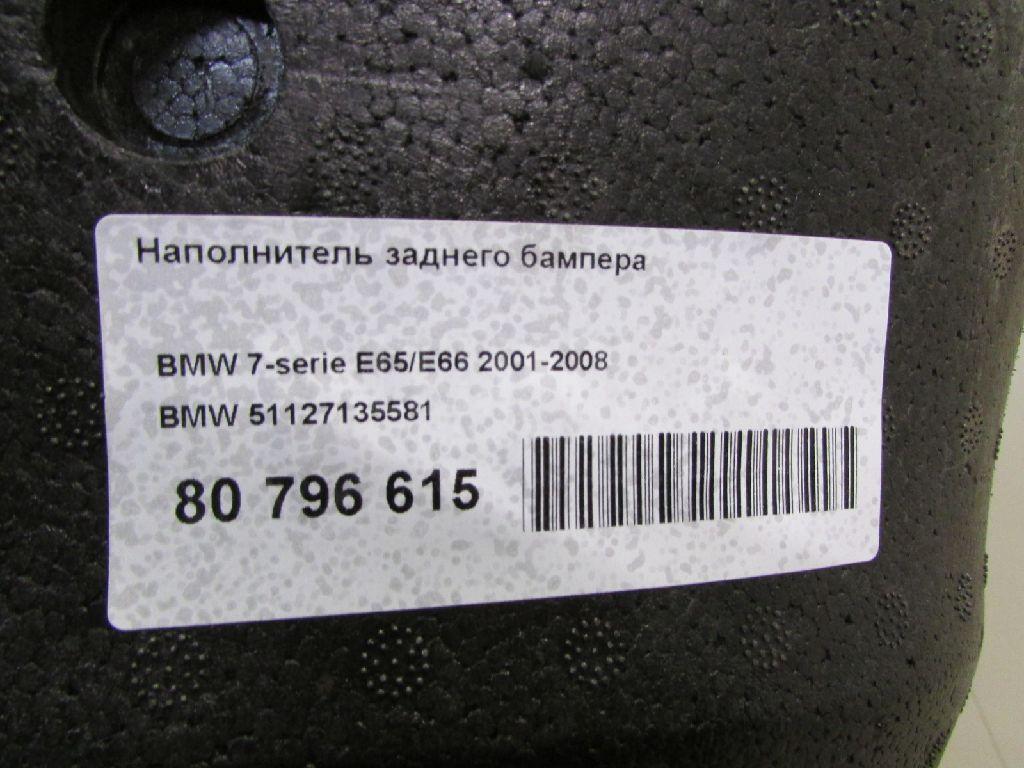 Наполнитель заднего бампера
BMW 7-serie E65/E66 2001-2008
BMW 51127135581
80 796 615